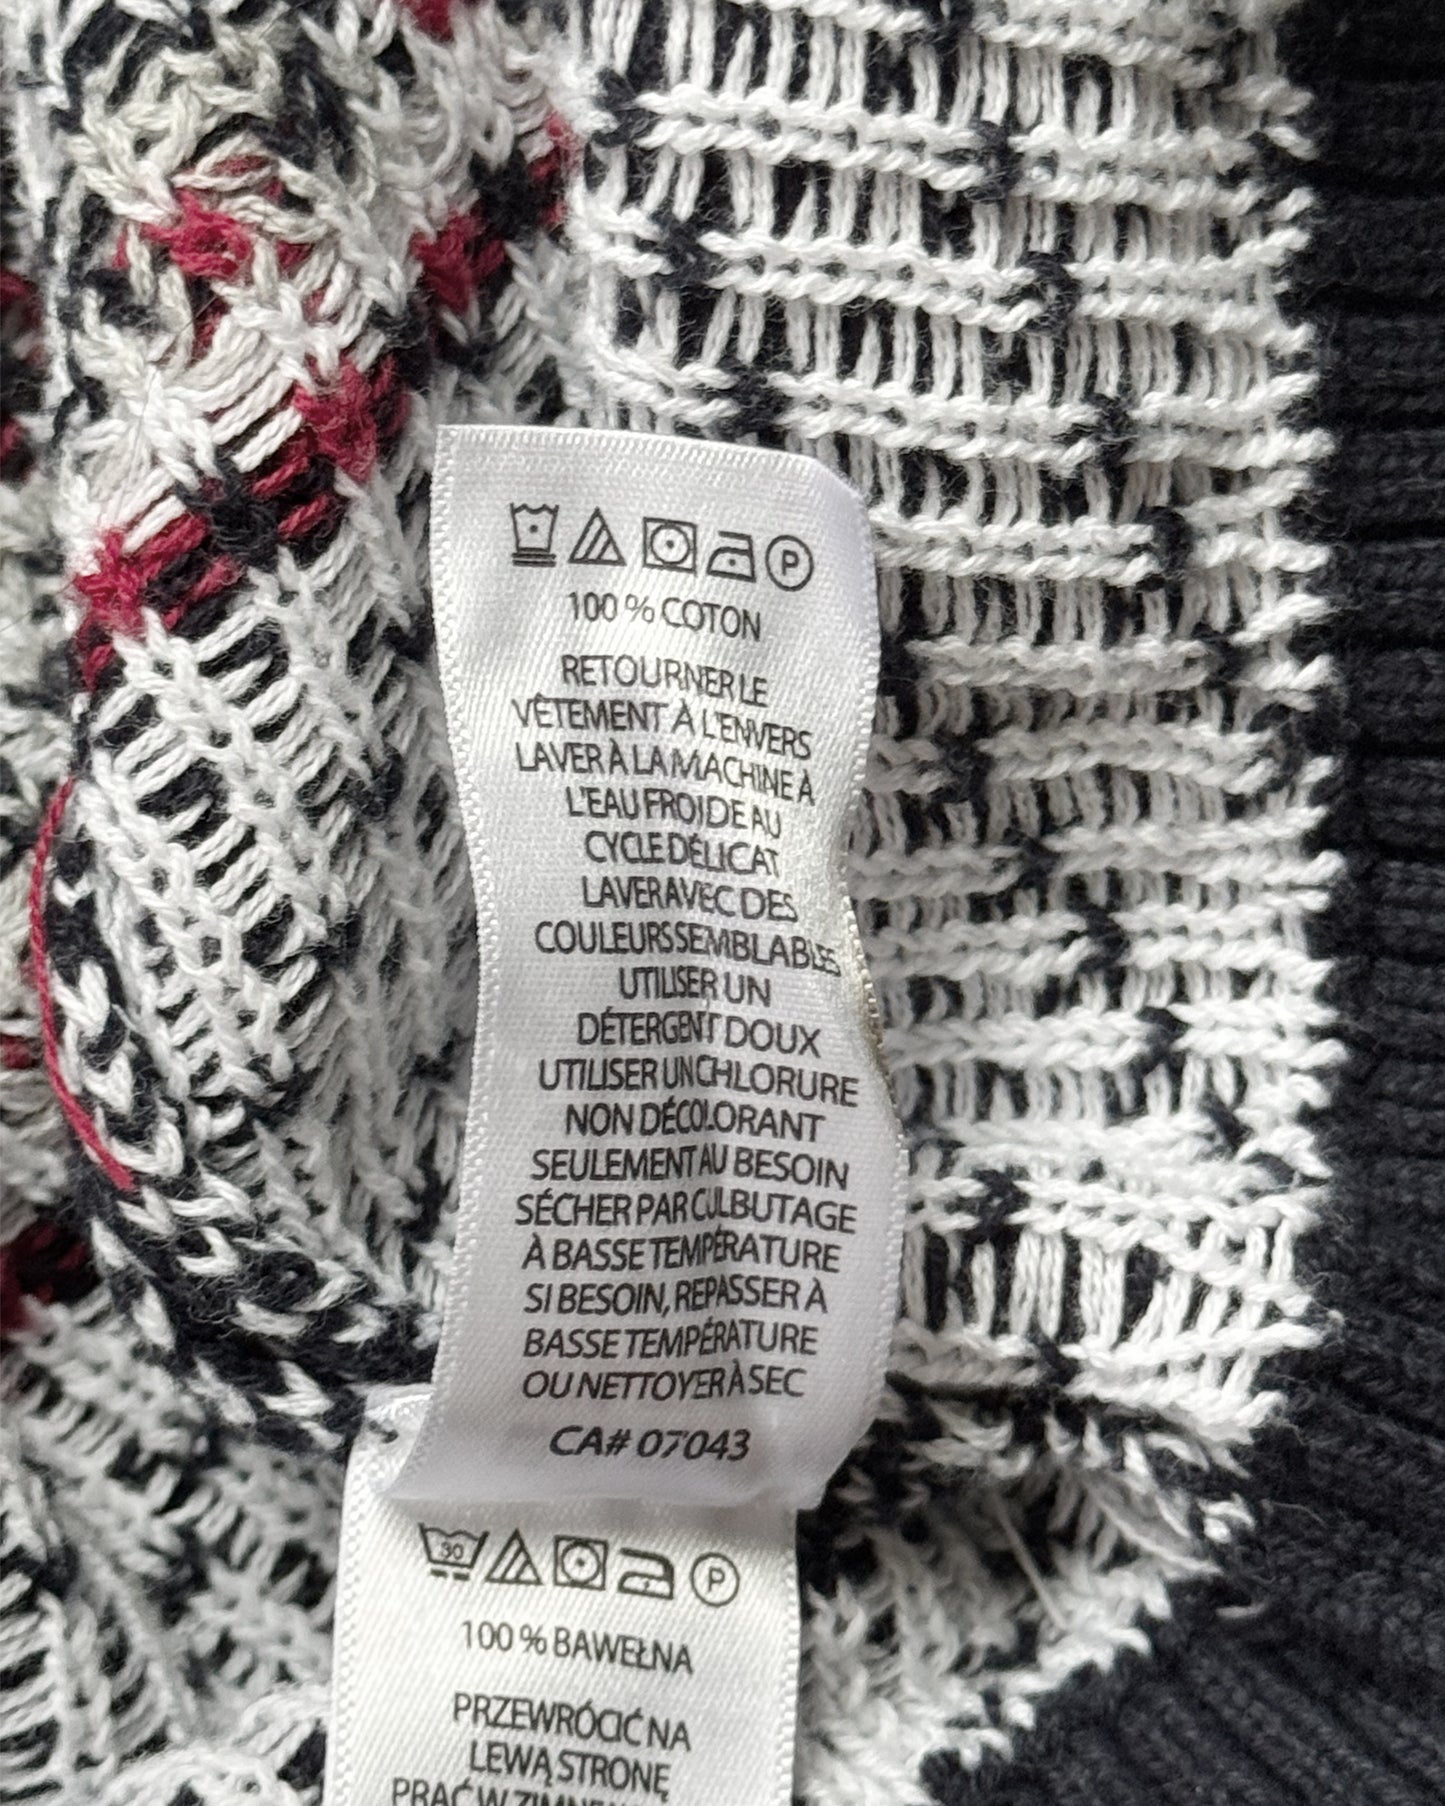 P
100 % COTON
RETOURNER LE
VÊTEMENT À L'ENVERS
LAVER À LA MACHINE À
L'EAU FROIDE AU
CYCLE DÉLICAT
LAVER AVEC DES
COULEURS SEMBLABLES
UTILISER UN
DÉTERGENT DOUX
UTILISER UN CHLORURE
NON DÉCOLORANT
SEULEMENT AU BESOIN
SÉCHER PAR CULBUTAGE
À BASSE TEMPÉRATURE
SI BESOIN, REPASSER À
BASSE TEMPÉRATURE
OU NETTOYER À SEC
CA# 07043
30 P
100 % BAWEŁNA
PRZEWRÓCIĆ NA
LEWĄ STRONĘ
PRAĆ W